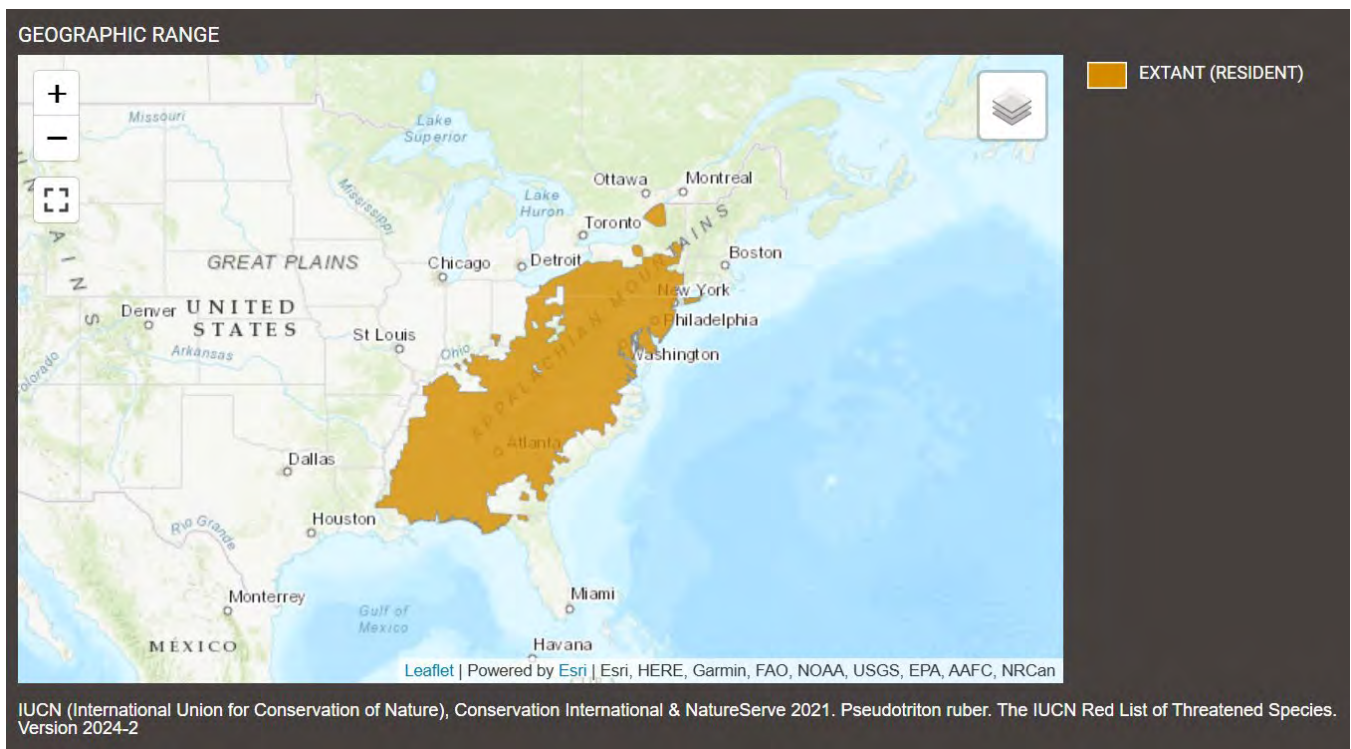 GEOGRAPHIC RANGE
EXTANT (RESIDENT)
+
−
Missouri
Lake
Superior
Mississippi
Ottawa
Montreal
Lake
Huron
Toronto
GREAT PLAINS
Chicago
Detroit
Boston
APPALACHIAN MOUNTAINS
New York
Denver
UNITED
STATES
St Louis
Philadelphia
Ohio
Washington
Arkansas
Colorado
Atlanta
Dallas
Houston
Rio Grande
Monterrey
Gulf of
Mexico
Miami
MÉXICO
Havana
Leaflet | Powered by Esri | Esri, HERE, Garmin, FAO, NOAA, USGS, EPA, AAFC, NRCan
IUCN (International Union for Conservation of Nature), Conservation International & NatureServe 2021. Pseudotriton ruber. The IUCN Red List of Threatened Species.
Version 2024-2